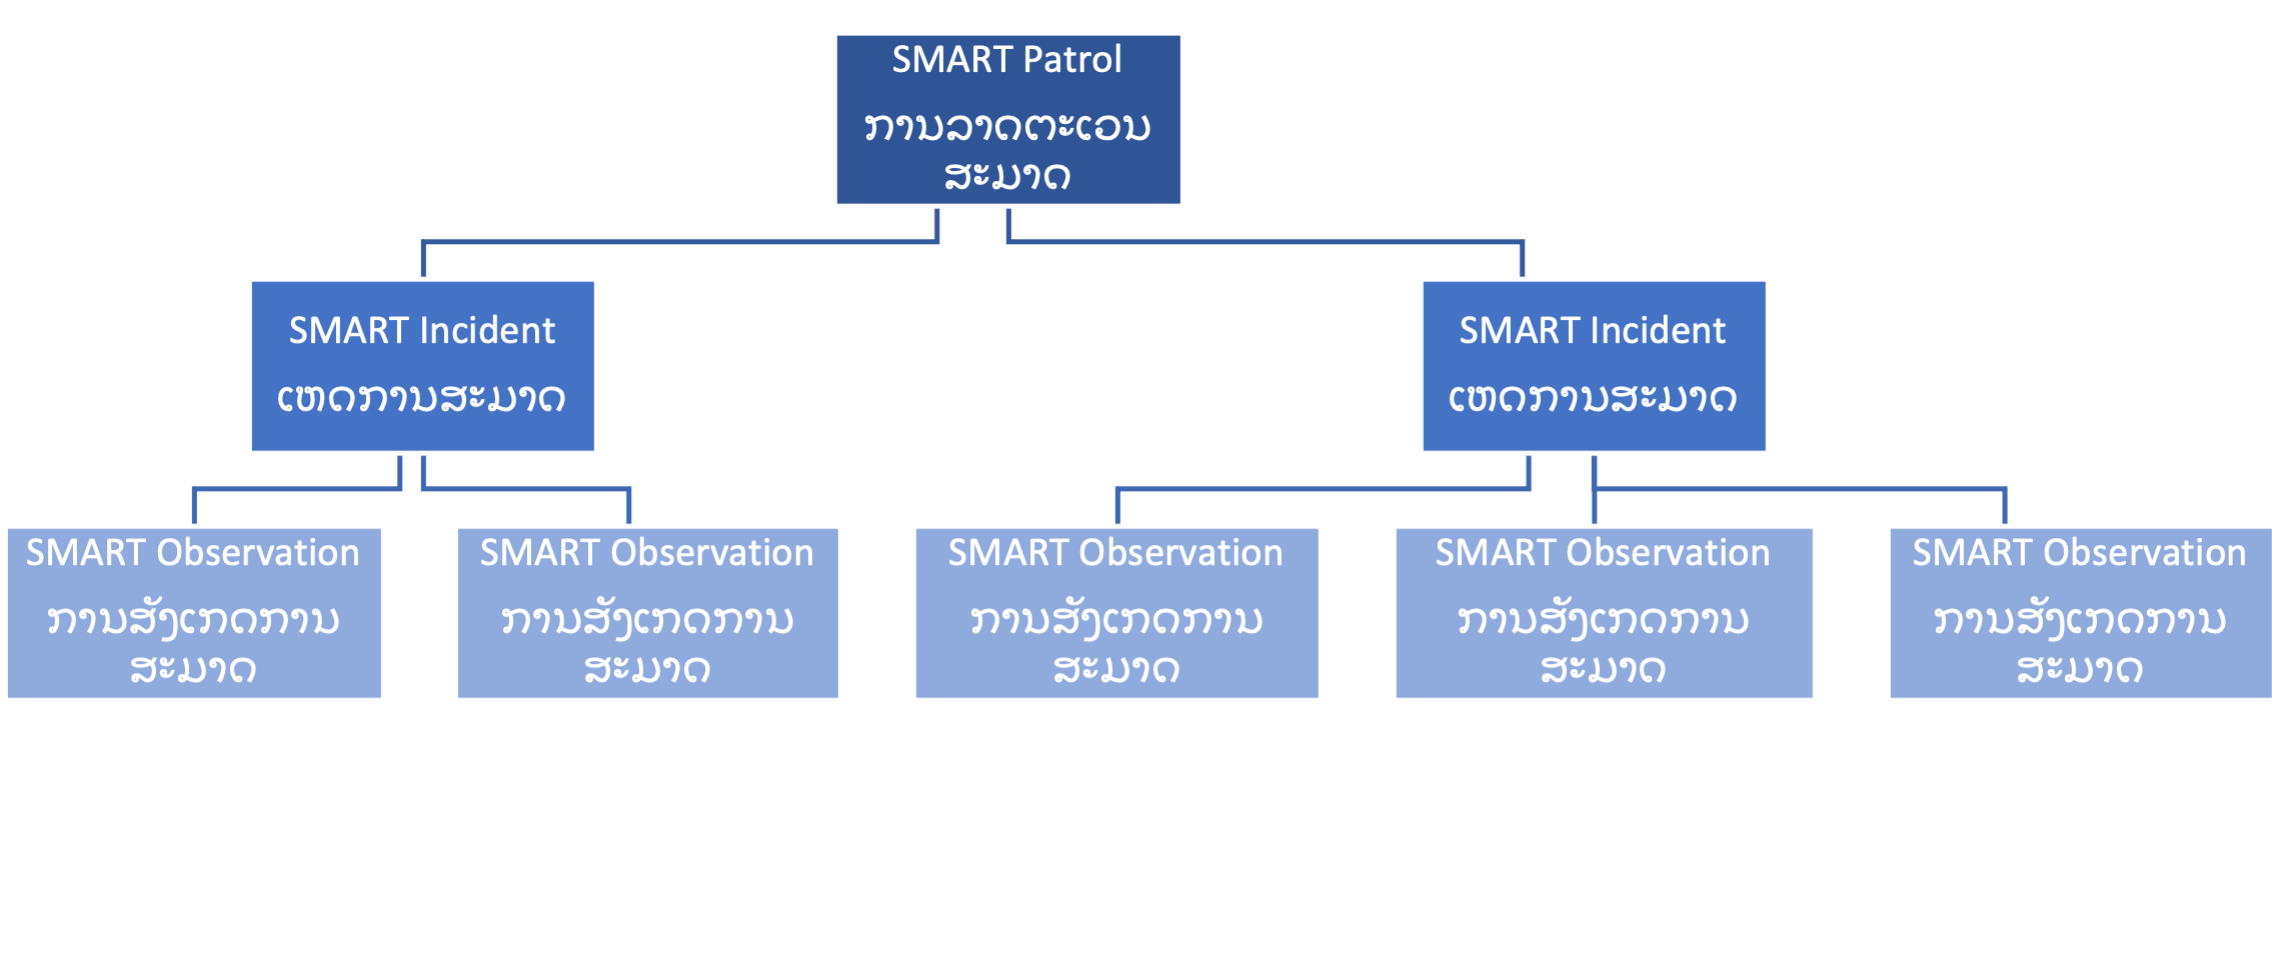 SMART Patrol
ການລາດຕະເວນ
ສະມາດ
SMART Incident
ເຫດການສະມາດ
SMART Incident
ເຫດການສະມາດ
SMART Observation
ການສັງເກດການ
ສະມາດ
SMART Observation
ການສັງເກດການ
ສະມາດ
SMART Observation
ການສັງເກດການ
ສະມາດ
SMART Observation
ການສັງເກດການ
ສະມາດ
SMART Observation
ການສັງເກດການ
ສະມາດ